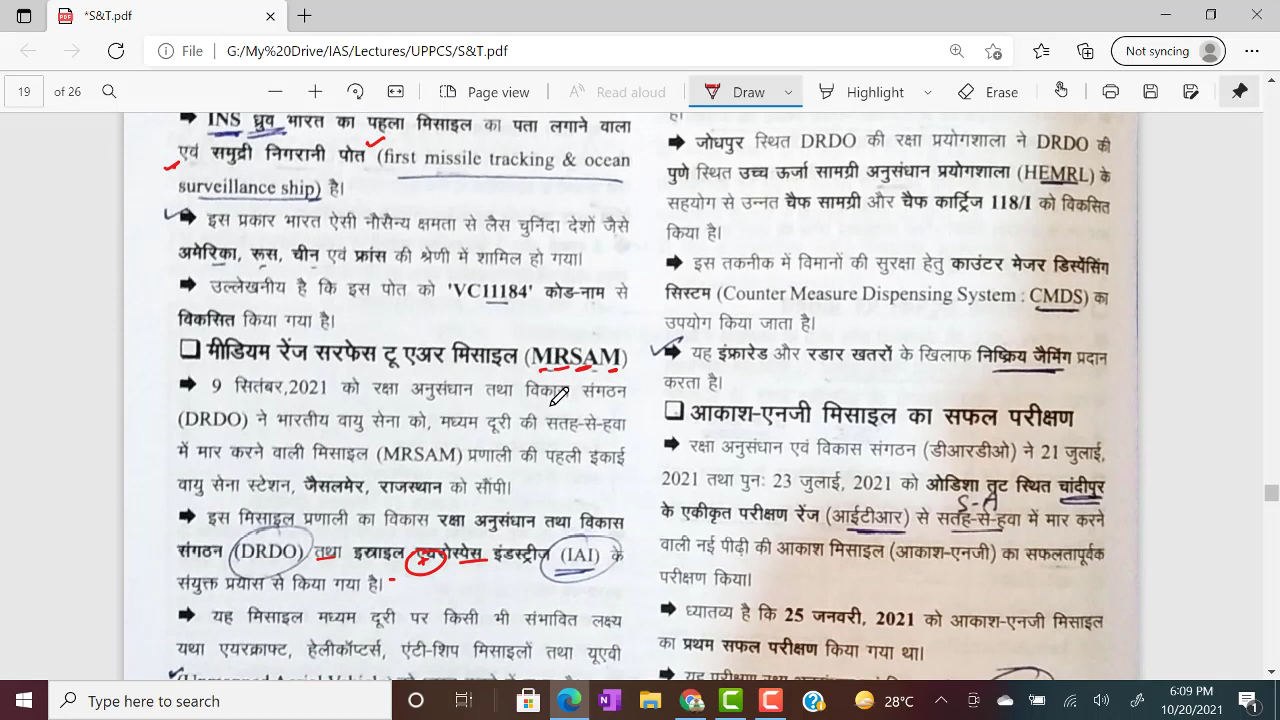 *S&T.pdf
File
G:/My%20Drive/IAS/Lectures/UPPCS/S&T.pdf
Not syncing
19 of 26
Page view
Read aloud
Draw
Highlight
Erase
INS ध्रुव भारत का पहला मिसाइल का पता लगाने वाला
एवं समुद्री निगरानी पोत (first missile tracking & ocean
surveillance ship) है।
इस प्रकार भारत ऐसी नौसैन्य क्षमता से लैस चुनिंदा देशों जैसे
अमेरिका, रूस, चीन एवं फ्रांस की श्रेणी में शामिल हो गया।
उल्लेखनीय है कि इस पोत को 'VC11184' कोड-नाम से
विकसित किया गया है।
मीडियम रेंज सरफेस टू एअर मिसाइल (MRSAM)
9 सितंबर,2021 को रक्षा अनुसंधान तथा विकास संगठन
(DRDO) ने भारतीय वायु सेना को, मध्यम दूरी की सतह-से-हवा
में मार करने वाली मिसाइल (MRSAM) प्रणाली की पहली इकाई
वायु सेना स्टेशन, जैसलमेर, राजस्थान को सौंपी।
इस मिसाइल प्रणाली का विकास रक्षा अनुसंधान तथा विकास
संगठन (DRDO) तथा इस्राइल एयरोस्पेस इंडस्ट्रीज (IAI) के
संयुक्त प्रयास से किया गया है।
यह मिसाइल मध्यम दूरी पर किसी भी संभावित लक्ष्य
यथा एयरक्राफ्ट, हेलीकॉप्टर्स, एंटी-शिप मिसाइलों तथा यूएवी
है।
जोधपुर स्थित DRDO की रक्षा प्रयोगशाला ने DRDO की
पुणे स्थित उच्च ऊर्जा सामग्री अनुसंधान प्रयोगशाला (HEMRL) के
सहयोग से उन्नत चैफ सामग्री और चैफ कार्ट्रिज 118/I को विकसित
किया है।
इस तकनीक में विमानों की सुरक्षा हेतु काउंटर मेजर डिस्पेंसिंग
सिस्टम (Counter Measure Dispensing System : CMDS) का
उपयोग किया जाता है।
यह इंफ्रारेड और रडार खतरों के खिलाफ निष्क्रिय जैमिंग प्रदान
करता है।
आकाश-एनजी मिसाइल का सफल परीक्षण
रक्षा अनुसंधान एवं विकास संगठन (डीआरडीओ) ने 21 जुलाई,
2021 तथा पुनः 23 जुलाई, 2021 को ओडिशा तट स्थित चांदीपुर
S-A
के एकीकृत परीक्षण रेंज (आईटीआर) से सतह-से-हवा में मार करने
वाली नई पीढ़ी की आकाश मिसाइल (आकाश-एनजी) का सफलतापूर्वक
परीक्षण किया।
ध्यातव्य है कि 25 जनवरी, 2021 को आकाश-एनजी मिसाइल
का प्रथम सफल परीक्षण किया गया था।
Type here to search
28°C
ENG
6:09 PM
10/20/2021